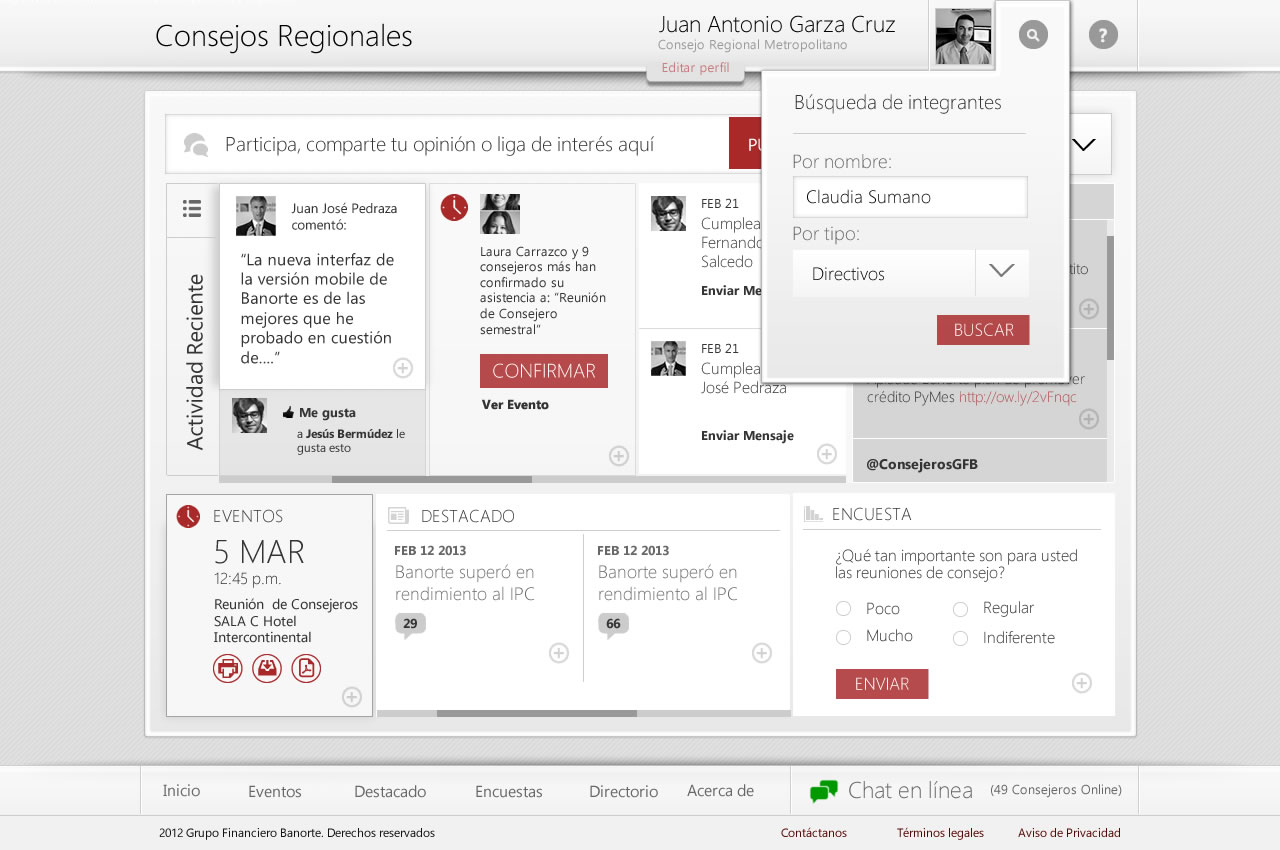 Consejos Regionales
Juan Antonio Garza Cruz
Consejo Regional Metropolitano
Editar perfil
?
Búsqueda de integrantes
Por nombre:
Claudia Sumano
Por tipo:
Directivos
BUSCAR
Participa, comparte tu opinión o liga de interés aquí
Actividad Reciente
Juan José Pedraza
comentó:
“La nueva interfaz de
la versión mobile de
Banorte es de las
mejores que he
probado en cuestión
de....”
Me gusta
a Jesús Bermúdez le
gusta esto
Laura Carrazco y 9
consejeros más han
confirmado su
asistencia a: “Reunión
de Consejero
semestral”
CONFIRMAR
Ver Evento
FEB 21
Cumplea
Fernando
Salcedo
Enviar Me
FEB 21
Cumplea
José Pedraza
Enviar Mensaje
crédito PyMes http://ow.ly/2vFnqc
@ConsejerosGFB
EVENTOS
5 MAR
12:45 p.m.
Reunión de Consejeros
SALA C Hotel
Intercontinental
DESTACADO
FEB 12 2013
Banorte superó en
rendimiento al IPC
29
FEB 12 2013
Banorte superó en
rendimiento al IPC
66
ENCUESTA
¿Qué tan importante son para usted
las reuniones de consejo?
Poco
Regular
Mucho
Indiferente
ENVIAR
Inicio
Eventos
Destacado
Encuestas
Directorio
Acerca de
Chat en línea (49 Consejeros Online)
2012 Grupo Financiero Banorte. Derechos reservados
Contáctanos
Términos legales
Aviso de Privacidad